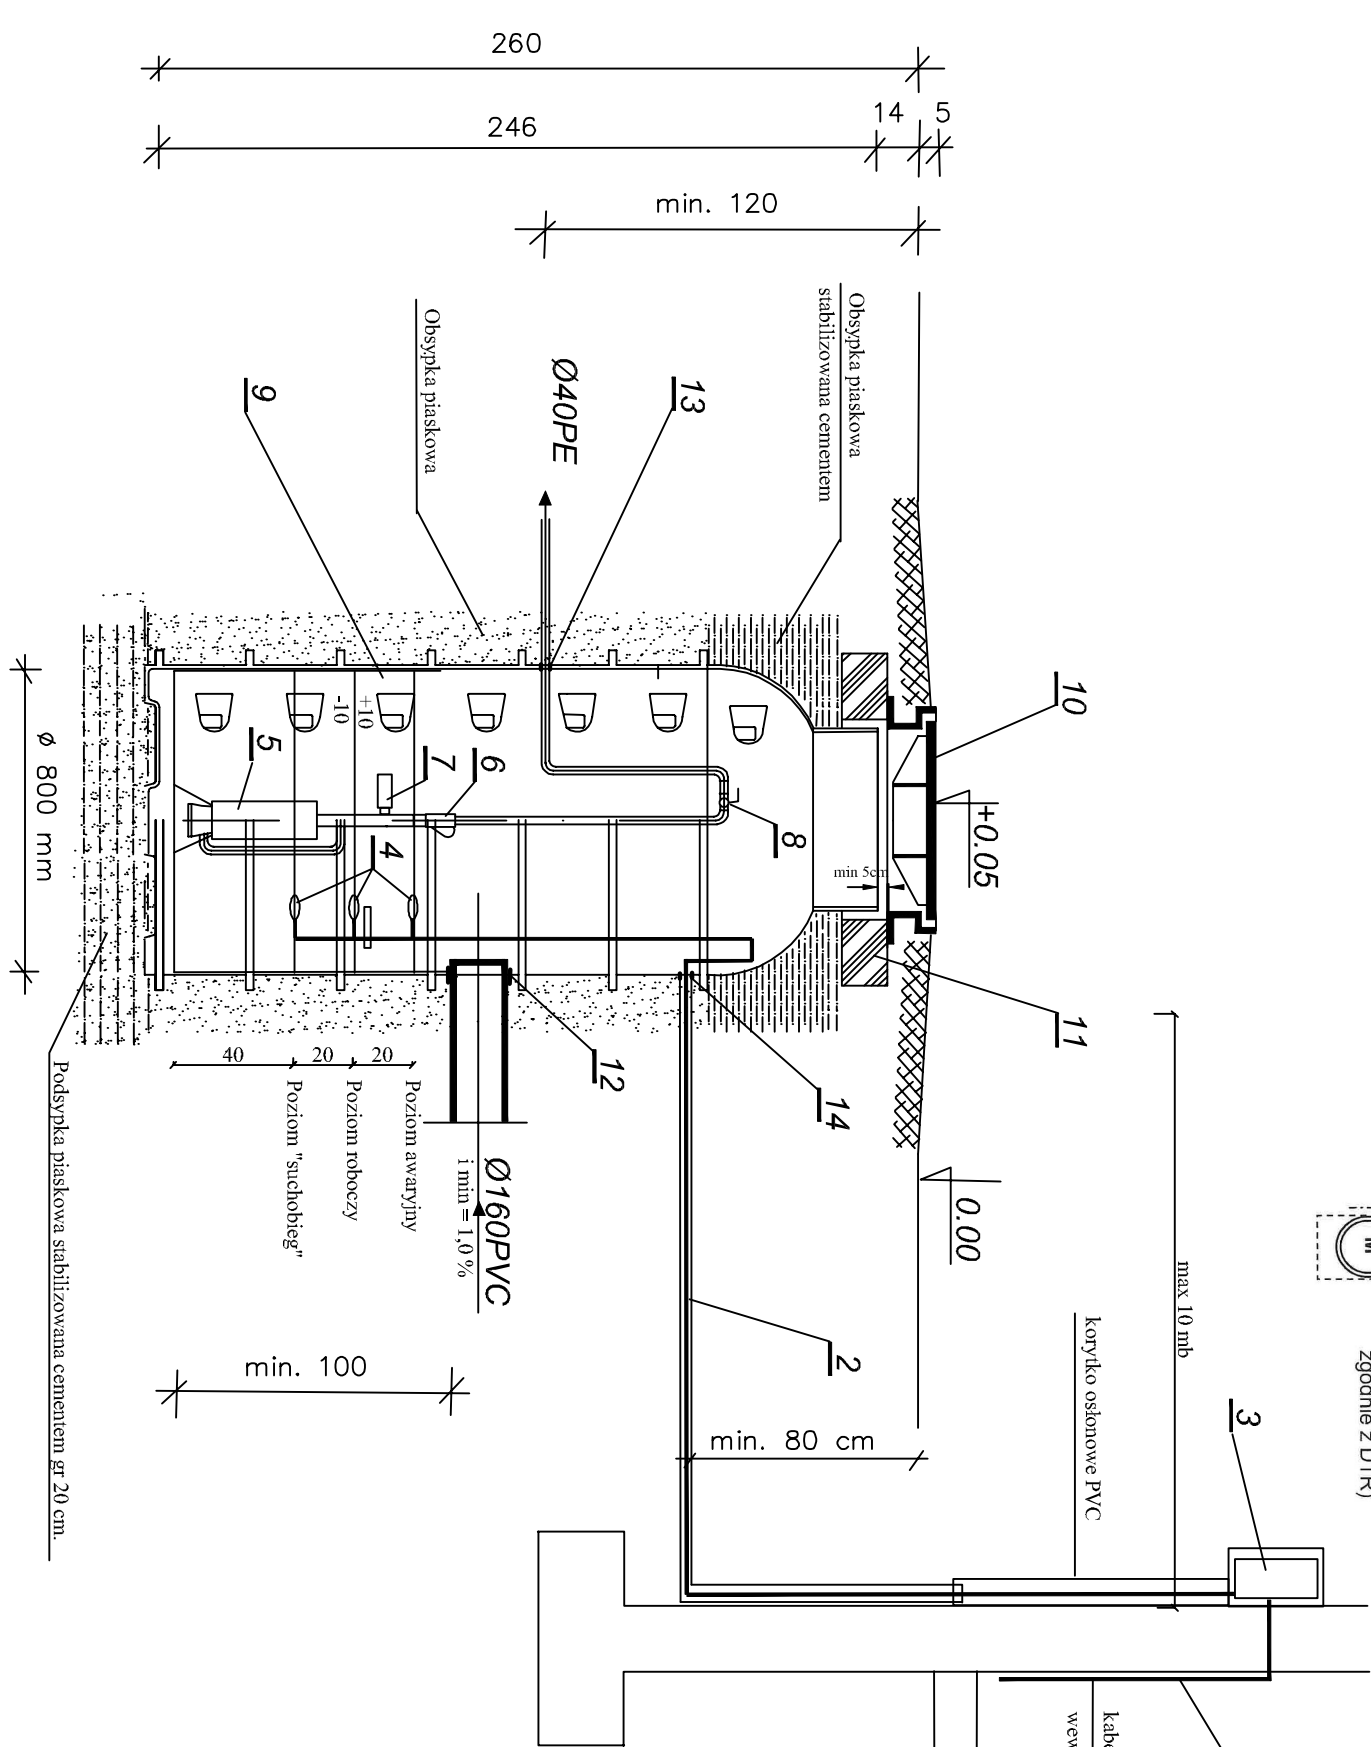 260
246
14
5
min. 120
Obsypka piaskowa
stabilizowana cementem
Obsypka piaskowa
Ø40PE
13
9
10
+0.05
-10
+10
5
7
6
8
4
min 5cm
ø 800 mm
11
12
14
40
20
20
Poziom awaryjny
Poziom roboczy
Poziom "suchobieg"
Podsypka piaskowa stabilizowana cementem gr 20 cm.
Ø160PVC
i min = 1,0 %
0.00
2
min. 100
min. 80 cm
max 10 mb
korytko osłonowe PVC
3
M
zgodnie z DTR)